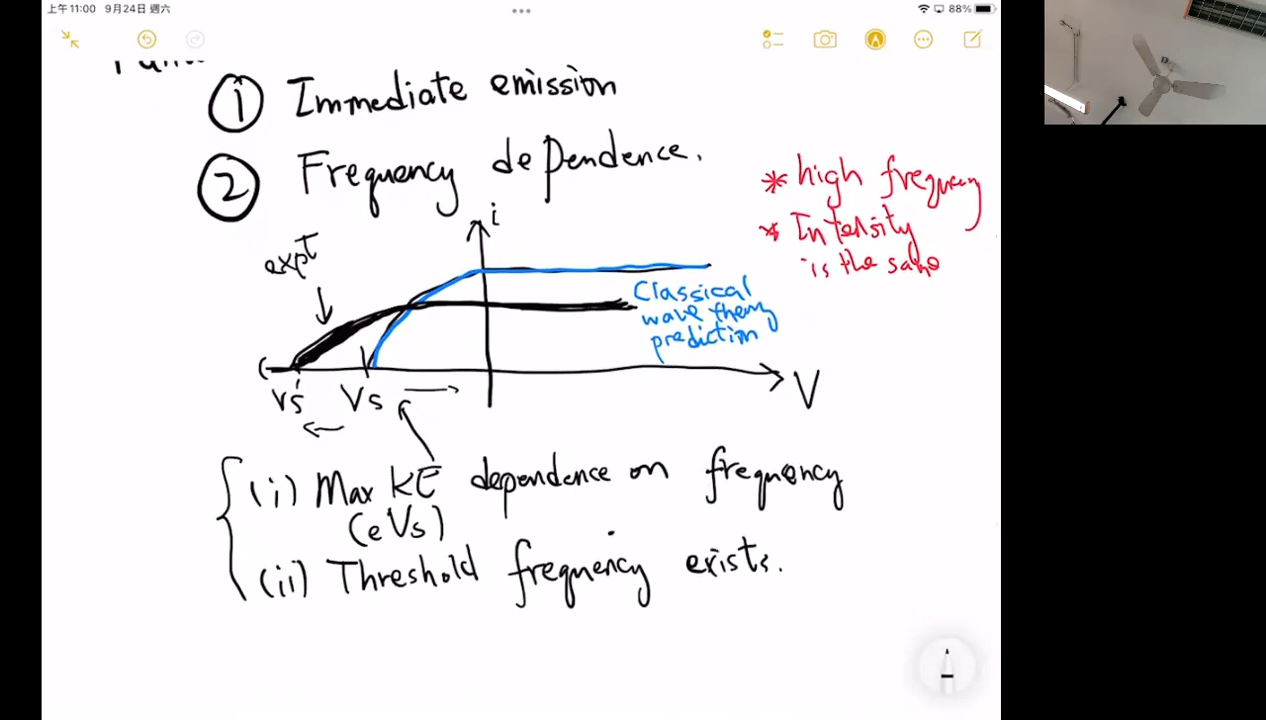 上午11:00 9月24日 週六
88%
① Immediate emission
② Frequency dependence.
* high frequency
* Intensity
is the same
i
expt
Classical
wave theory
prediction
Vs' Vs
V
(i) Max KE dependence on frequency
(eVs)
(ii) Threshold frequency exists.